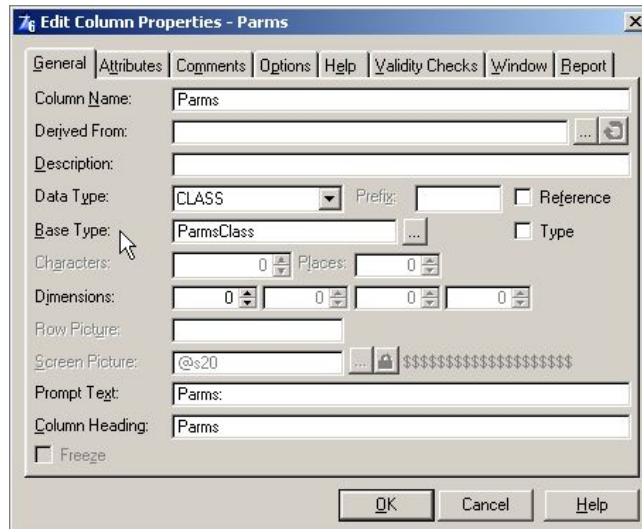 Edit Column Properties - Parms
General Attributes Comments Options Help Validity Checks Window Report
Column Name: Parms
Derived From: ...
Description:
Data Type: CLASS Prefix: Reference
Base Type: ParmsClass ... Type
Characters: 0 Places: 0
Dimensions: 0 0 0 0
Row Picture:
Screen Picture: @s20 ... $$$$$$$$$$$$$$$$$$$$
Prompt Text: Parms:
Column Heading: Parms
Freeze
OK Cancel Help